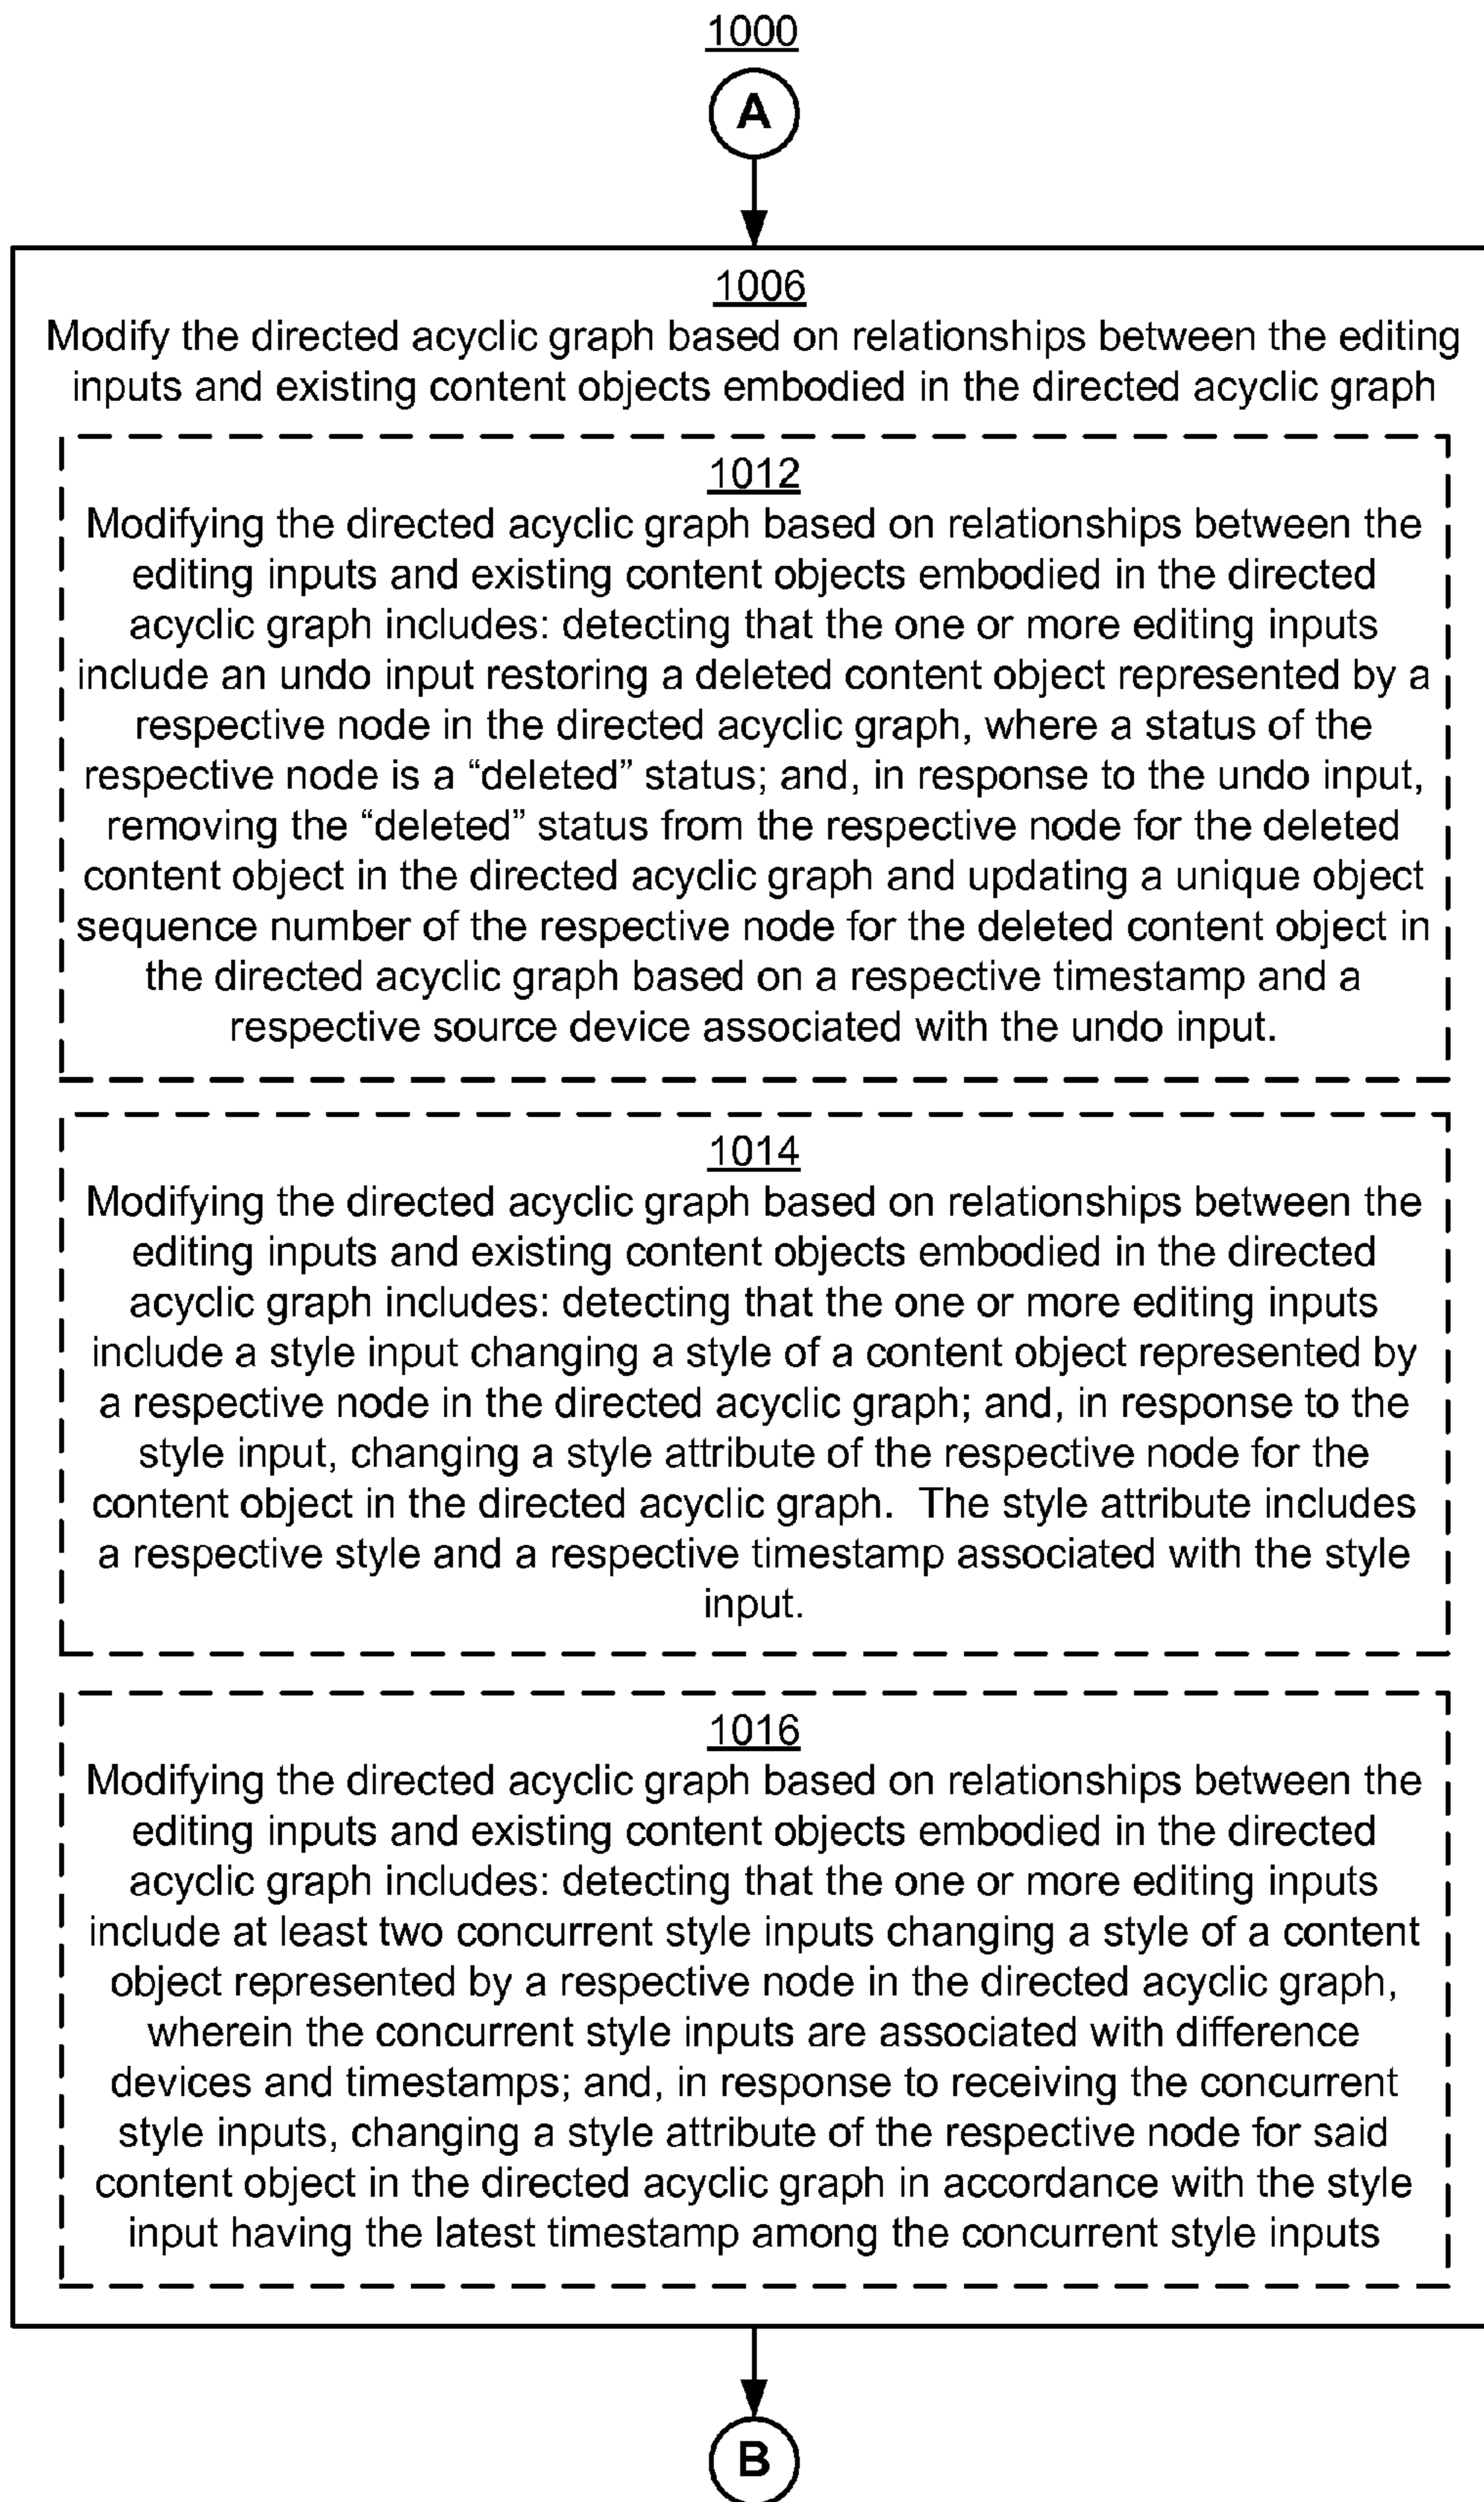 1000
A
1006
Modify the directed acyclic graph based on relationships between the editing
inputs and existing content objects embodied in the directed acyclic graph
1012
Modifying the directed acyclic graph based on relationships between the
editing inputs and existing content objects embodied in the directed
acyclic graph includes: detecting that the one or more editing inputs
include an undo input restoring a deleted content object represented by a
respective node in the directed acyclic graph, where a status of the
respective node is a “deleted” status; and, in response to the undo input,
removing the “deleted” status from the respective node for the deleted
content object in the directed acyclic graph and updating a unique object
sequence number of the respective node for the deleted content object in
the directed acyclic graph based on a respective timestamp and a
respective source device associated with the undo input.
1014
Modifying the directed acyclic graph based on relationships between the
editing inputs and existing content objects embodied in the directed
acyclic graph includes: detecting that the one or more editing inputs
include a style input changing a style of a content object represented by
a respective node in the directed acyclic graph; and, in response to the
style input, changing a style attribute of the respective node for the
content object in the directed acyclic graph.  The style attribute includes
a respective style and a respective timestamp associated with the style
input.
1016
Modifying the directed acyclic graph based on relationships between the
editing inputs and existing content objects embodied in the directed
acyclic graph includes: detecting that the one or more editing inputs
include at least two concurrent style inputs changing a style of a content
object represented by a respective node in the directed acyclic graph,
wherein the concurrent style inputs are associated with difference
devices and timestamps; and, in response to receiving the concurrent
style inputs, changing a style attribute of the respective node for said
content object in the directed acyclic graph in accordance with the style
input having the latest timestamp among the concurrent style inputs
B